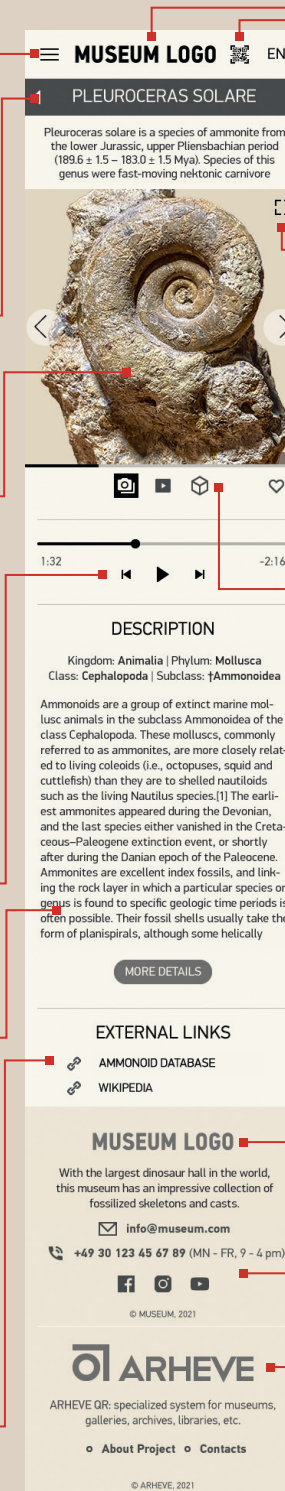 MUSEUM LOGO EN
1 PLEUROCERAS SOLARE
Pleuroceras solare is a species of ammonite from
the lower Jurassic, upper Pliensbachian period
(189.6 ± 1.5 – 183.0 ± 1.5 Mya). Species of this
genus were fast-moving nektonic carnivore
1:32 -2:16
DESCRIPTION
Kingdom: Animalia | Phylum: Mollusca
Class: Cephalopoda | Subclass: †Ammonoidea
Ammonoids are a group of extinct marine mol-
lusc animals in the subclass Ammonoidea of the
class Cephalopoda. These molluscs, commonly
referred to as ammonites, are more closely relat-
ed to living coleoids (i.e., octopuses, squid and
cuttlefish) than they are to shelled nautiloids
such as the living Nautilus species.[1] The earli-
est ammonites appeared during the Devonian,
and the last species either vanished in the Creta-
ceous–Paleogene extinction event, or shortly
after during the Danian epoch of the Paleocene.
Ammonites are excellent index fossils, and link-
ing the rock layer in which a particular species or
genus is found to specific geologic time periods is
often possible. Their fossil shells usually take the
form of planispirals, although some helically
MORE DETAILS
EXTERNAL LINKS
AMMONOID DATABASE
WIKIPEDIA
MUSEUM LOGO
With the largest dinosaur hall in the world,
this museum has an impressive collection of
fossilized skeletons and casts.
info@museum.com
+49 30 123 45 67 89 (MN - FR, 9 - 4 pm)
© MUSEUM, 2021
ARHEVE
ARHEVE QR: specialized system for museums,
galleries, archives, libraries, etc.
About Project Contacts
© ARHEVE, 2021